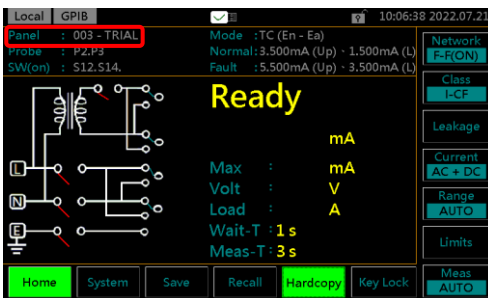 Local GPIB 10:06:38 2022.07.21
Panel : 003 - TRIAL Mode :TC (En - Ea)
Probe : P2.P3 Normal:3.500mA (Up) - 1.500mA (L)
SW(on) : S12.S14. Fault :5.500mA (Up) - 3.500mA (L)
Network
F-F(ON)
Class
I-CF
Ready
mA
Leakage
L
Max : mA
Current
AC + DC
Volt : V
N
Load : A
Range
AUTO
E
Wait-T : 1 s
Meas-T : 3 s
Limits
Home System Save Recall Hardcopy Key Lock
Meas
AUTO